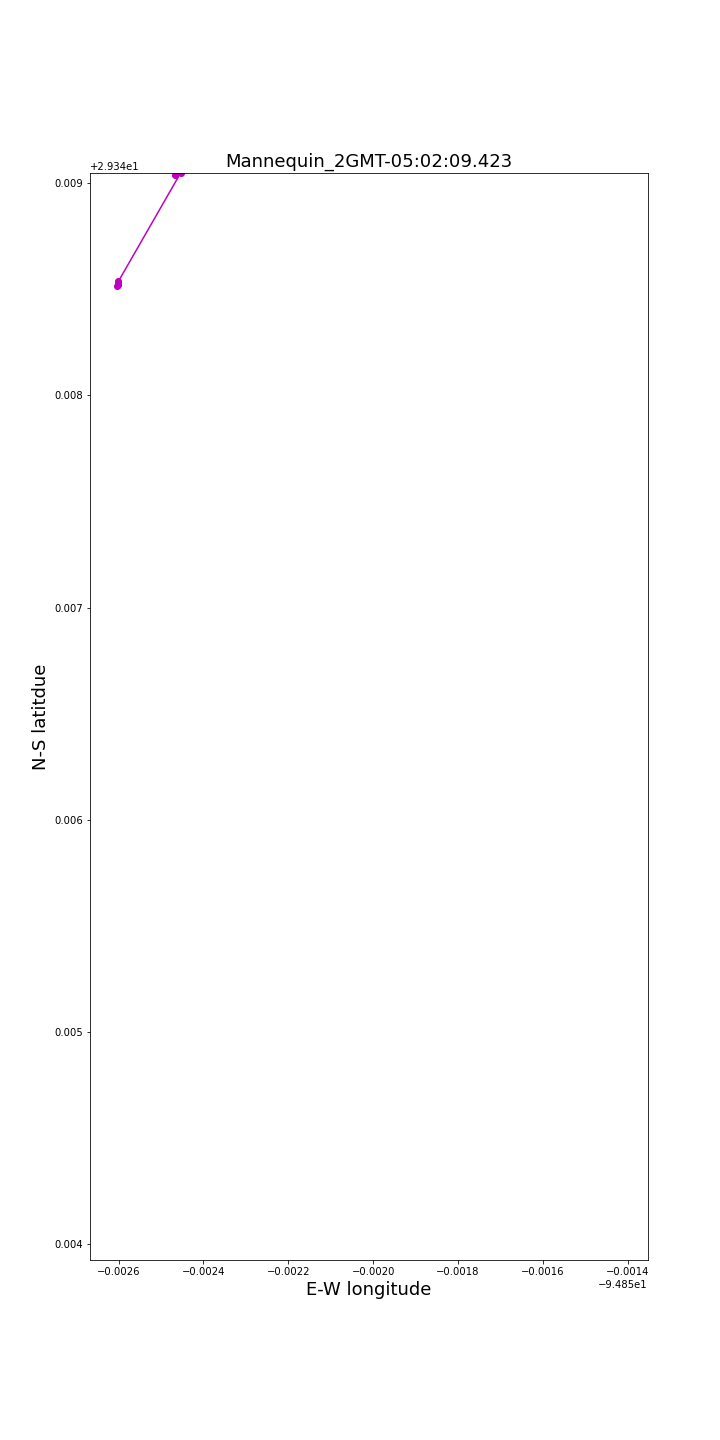 Mannequin_2GMT-05:02:09.423
+2.934e1
0.009
0.008
0.007
0.006
0.005
0.004
N-S latitdue
−0.0026 −0.0024 −0.0022 −0.0020 −0.0018 −0.0016 −0.0014
−9.485e1
E-W longitude